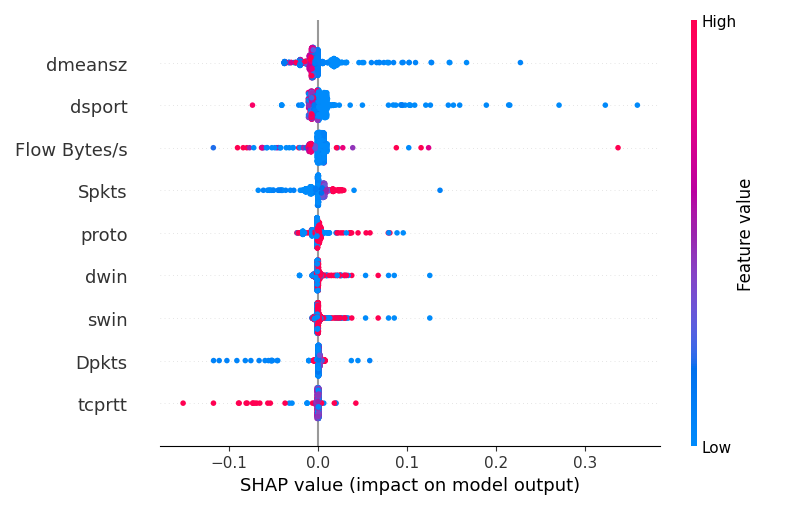 High
dmeansz
dsport
Flow Bytes/s
Spkts
proto
dwin
swin
Dpkts
tcprtt
Low
Feature value
−0.1 0.0 0.1 0.2 0.3
SHAP value (impact on model output)